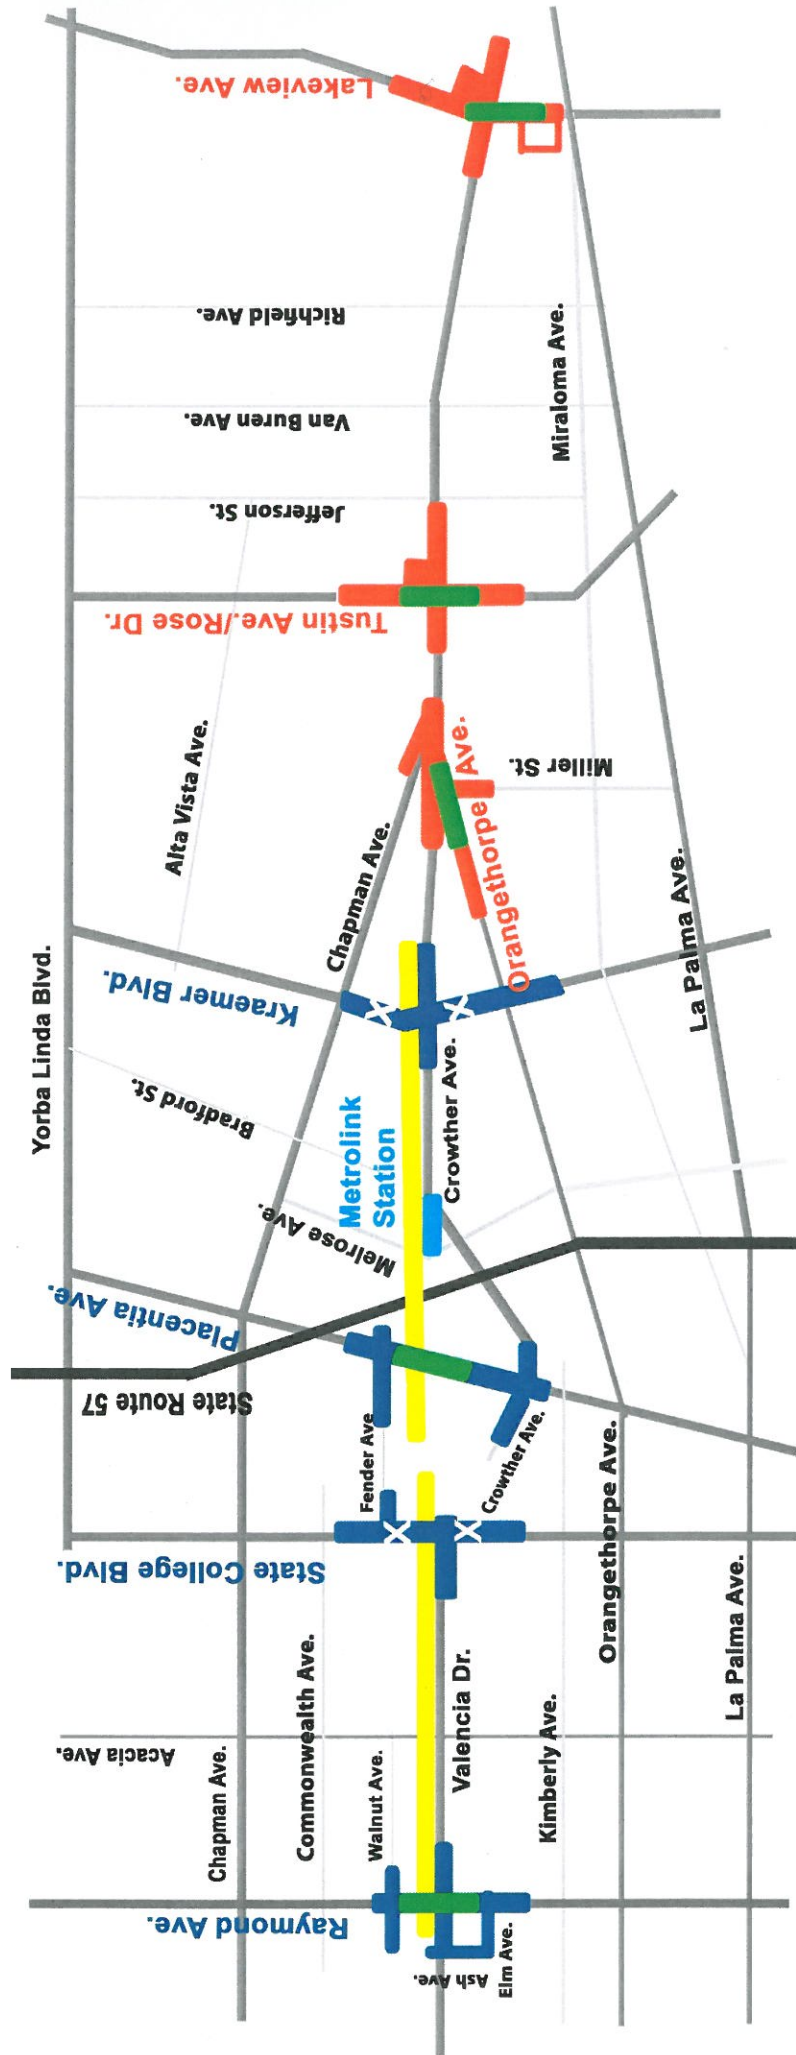 Lakeview Ave.
Richfield Ave.
Van Buren Ave.
Miraloma Ave.
Jefferson St.
Tustin Ave./Rose Dr.
Alta Vista Ave.
Miller St.
Orangethorpe Ave.
Chapman Ave.
Yorba Linda Blvd.
Kraemer Blvd.
La Palma Ave.
Bradford St.
Metrolink
Station
Crowther Ave.
Melrose Ave.
Placentia Ave.
State Route 57
Fender Ave
Crowther Ave.
State College Blvd.
Orangethorpe Ave.
La Palma Ave.
Commonwealth Ave.
Valencia Dr.
Kimberly Ave.
Acacia Ave.
Chapman Ave.
Walnut Ave.
Raymond Ave.
Ash Ave.
Elm Ave.